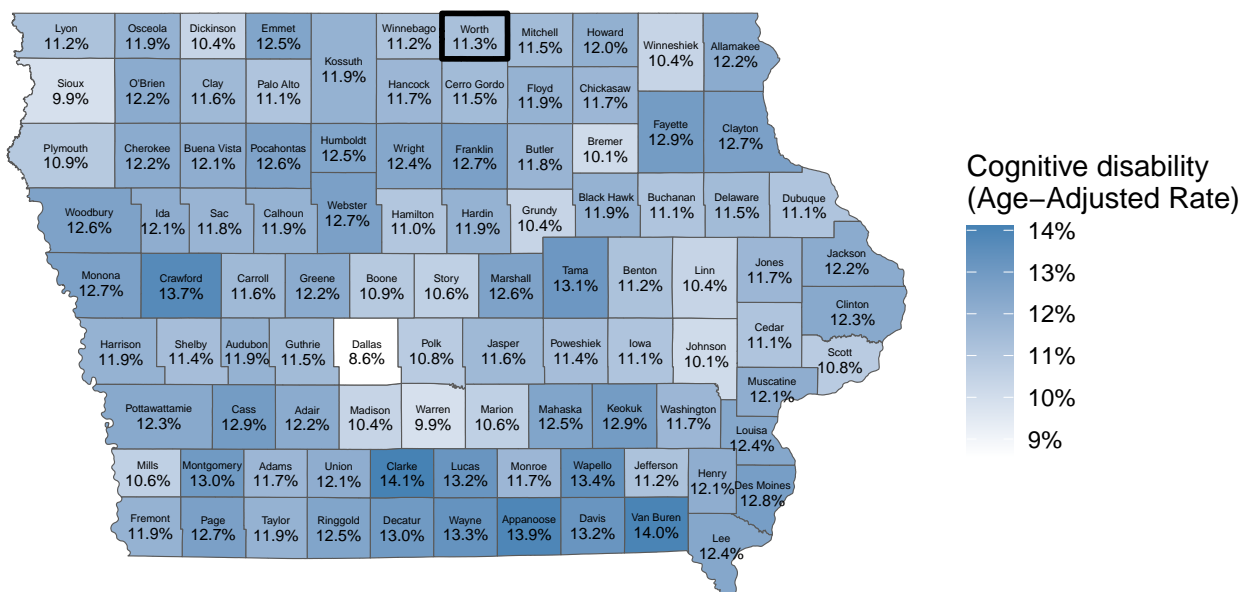 Lyon
11.2%
Osceola
11.9%
Dickinson
10.4%
Emmet
12.5%
Kossuth
11.9%
Winnebago
11.2%
Worth
11.3%
Mitchell
11.5%
Howard
12.0%
Winneshiek
10.4%
Allamakee
12.2%
Sioux
9.9%
O'Brien
12.2%
Clay
11.6%
Palo Alto
11.1%
Hancock
11.7%
Cerro Gordo
11.5%
Floyd
11.9%
Chickasaw
11.7%
Plymouth
10.9%
Cherokee
12.2%
Buena Vista
12.1%
Pocahontas
12.6%
Humboldt
12.5%
Wright
12.4%
Franklin
12.7%
Butler
11.8%
Bremer
10.1%
Fayette
12.9%
Clayton
12.7%
Woodbury
12.6%
Ida
12.1%
Sac
11.8%
Calhoun
11.9%
Webster
12.7%
Hamilton
11.0%
Hardin
11.9%
Grundy
10.4%
Black Hawk
11.9%
Buchanan
11.1%
Delaware
11.5%
Dubuque
11.1%
Monona
12.7%
Crawford
13.7%
Carroll
11.6%
Greene
12.2%
Boone
10.9%
Story
10.6%
Marshall
12.6%
Tama
13.1%
Benton
11.2%
Linn
10.4%
Jones
11.7%
Jackson
12.2%
Clinton
12.3%
Harrison
11.9%
Shelby
11.4%
Audubon
11.9%
Guthrie
11.5%
Dallas
8.6%
Polk
10.8%
Jasper
11.6%
Poweshiek
11.4%
Iowa
11.1%
Johnson
10.1%
Cedar
11.1%
Scott
10.8%
Muscatine
12.1%
Pottawattamie
12.3%
Cass
12.9%
Adair
12.2%
Madison
10.4%
Warren
9.9%
Marion
10.6%
Mahaska
12.5%
Keokuk
12.9%
Washington
11.7%
Louisa
12.4%
Mills
10.6%
Montgomery
13.0%
Adams
11.7%
Union
12.1%
Clarke
14.1%
Lucas
13.2%
Monroe
11.7%
Wapello
13.4%
Jefferson
11.2%
Henry
12.1%
Des Moines
12.8%
Fremont
11.9%
Page
12.7%
Taylor
11.9%
Ringgold
12.5%
Decatur
13.0%
Wayne
13.3%
Appanoose
13.9%
Davis
13.2%
Van Buren
14.0%
Lee
12.4%
Cognitive disability
(Age−Adjusted Rate)
14%
13%
12%
11%
10%
9%